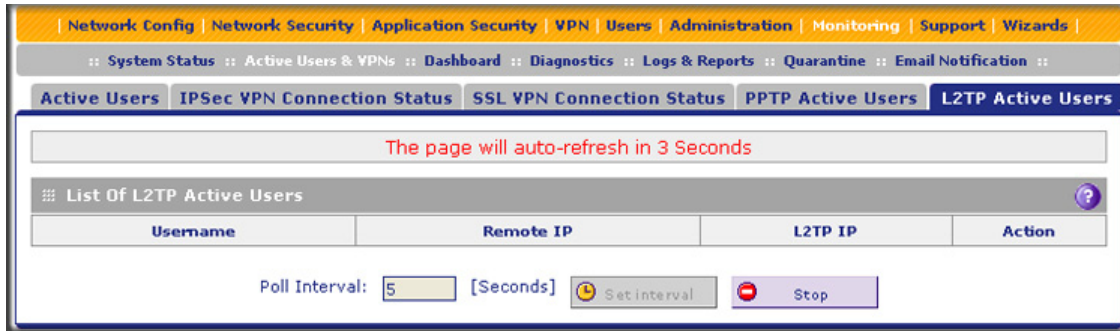 | Network Config | Network Security | Application Security | VPN | Users | Administration | Monitoring | Support | Wizards |
:: System Status :: Active Users & VPNs :: Dashboard :: Diagnostics :: Logs & Reports :: Quarantine :: Email Notification ::
Active Users IPSec VPN Connection Status SSL VPN Connection Status PPTP Active Users L2TP Active Users
The page will auto-refresh in 3 Seconds
List Of L2TP Active Users ?
Username Remote IP L2TP IP Action
Poll Interval: 5 [Seconds] Set interval Stop